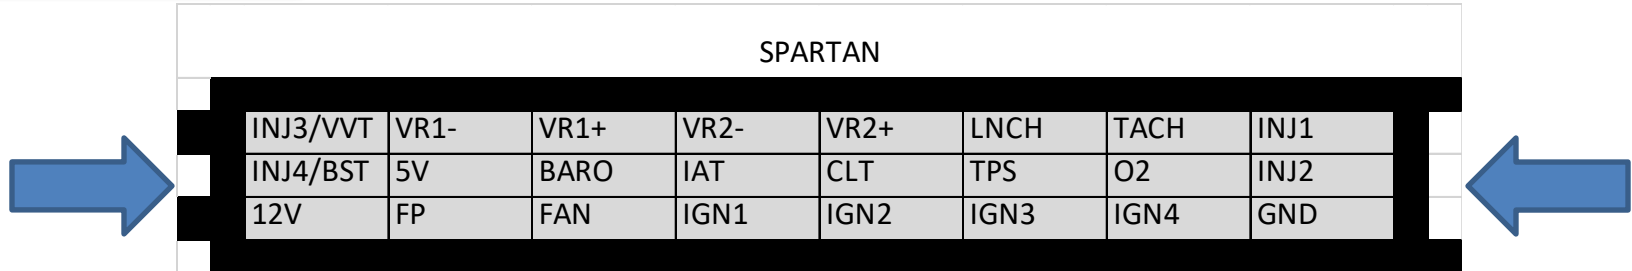 SPARTAN
INJ3/VVT VR1- VR1+ VR2- VR2+ LNCH TACH INJ1
INJ4/BST 5V BARO IAT CLT TPS O2 INJ2
12V FP FAN IGN1 IGN2 IGN3 IGN4 GND